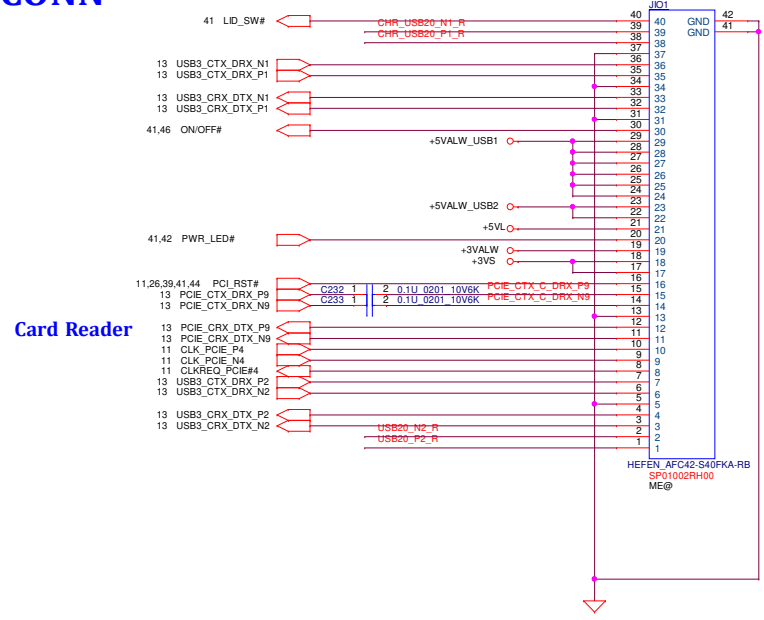 CONN
JIO1
41 LID_SW# CHR_USB20_N1_R 40 40 GND 42
CHR_USB20_P1_R 39 39 GND 41
38 38
37 37
13 USB3_CTX_DRX_N1 36 36
13 USB3_CTX_DRX_P1 35 35
34 34
13 USB3_CRX_DTX_N1 33 33
13 USB3_CRX_DTX_P1 32 32
31 31
41,46 ON/OFF# 30 30
+5VALW_USB1 29 29
28 28
27 27
26 26
25 25
24 24
+5VALW_USB2 23 23
22 22
+5VL 21 21
41,42 PWR_LED# 20 20
+3VALW 19 19
+3VS 18 18
17 17
11,26,39,41,44 PCI_RST# 16 16
13 PCIE_CTX_DRX_P9 C232 1 2 0.1U_0201_10V6K PCIE_CTX_C_DRX_P9 15 15
13 PCIE_CTX_DRX_N9 C233 1 2 0.1U_0201_10V6K PCIE_CTX_C_DRX_N9 14 14
13 13
Card Reader
13 PCIE_CRX_DTX_P9 12 12
13 PCIE_CRX_DTX_N9 11 11
11 CLK_PCIE_P4 10 10
11 CLK_PCIE_N4 9 9
11 CLKREQ_PCIE#4 8 8
13 USB3_CTX_DRX_P2 7 7
13 USB3_CTX_DRX_N2 6 6
5 5
13 USB3_CRX_DTX_P2 4 4
13 USB3_CRX_DTX_N2 3 3
USB20_N2_R 2 2
USB20_P2_R 1 1
HEFEN_AFC42-S40FKA-RB
SP01002RH00
ME@